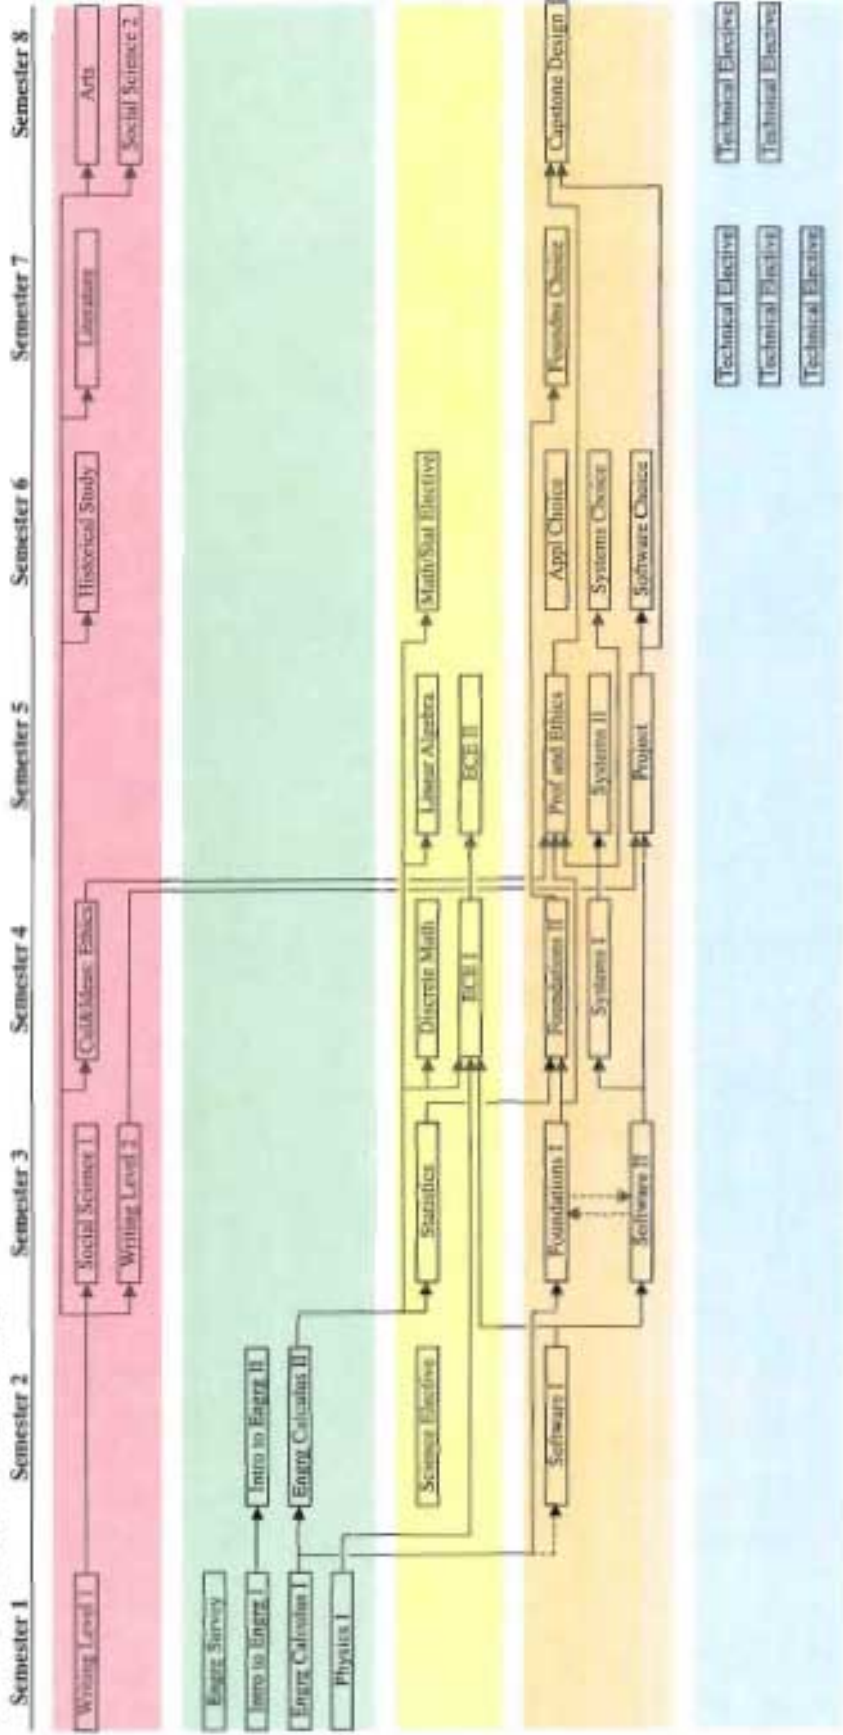 Semester 1
Semester 2
Semester 3
Semester 4
Semester 5
Semester 6
Semester 7
Semester 8
Writing Level 1
Social Science 1
Cul&Ideas: Ethics
Historical Study
Literature
Arts
Writing Level 2
Social Science 2
Engrg Survey
Intro to Engrg I
Intro to Engrg II
Engrg Calculus I
Engrg Calculus II
Physics I
Science Elective
Statistics
Discrete Math
Linear Algebra
Math/Stat Elective
ECE I
ECE II
Software I
Foundations I
Foundations II
Prof and Ethics
Appl Choice
Foundns Choice
Capstone Design
Systems I
Systems II
Systems Choice
Software II
Project
Software Choice
Technical Elective
Technical Elective
Technical Elective
Technical Elective
Technical Elective